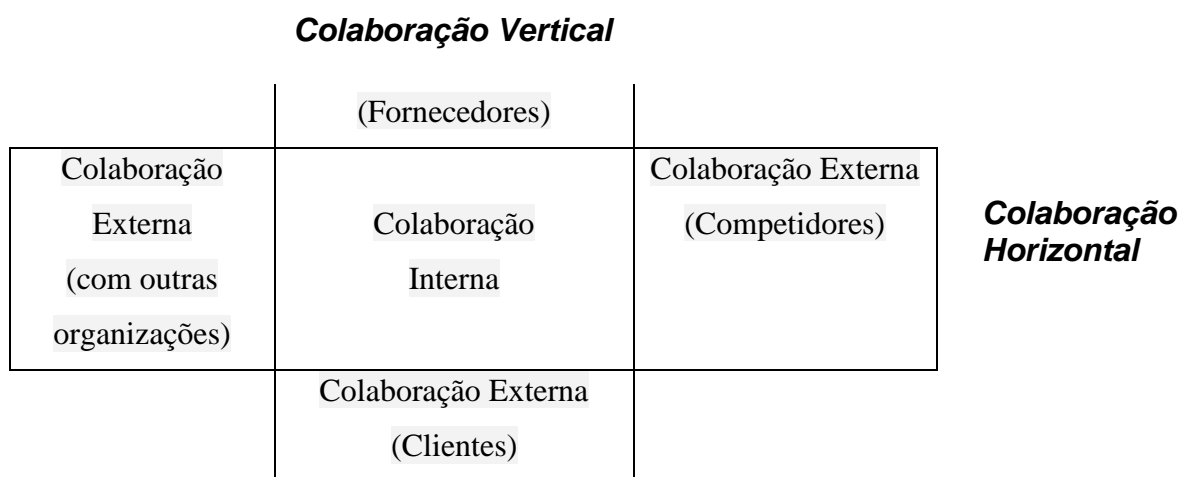 Colaboração Vertical
(Fornecedores)
Colaboração
Externa
(com outras
organizações)
Colaboração
Interna
Colaboração Externa
(Competidores)
Colaboração
Horizontal
Colaboração Externa
(Clientes)